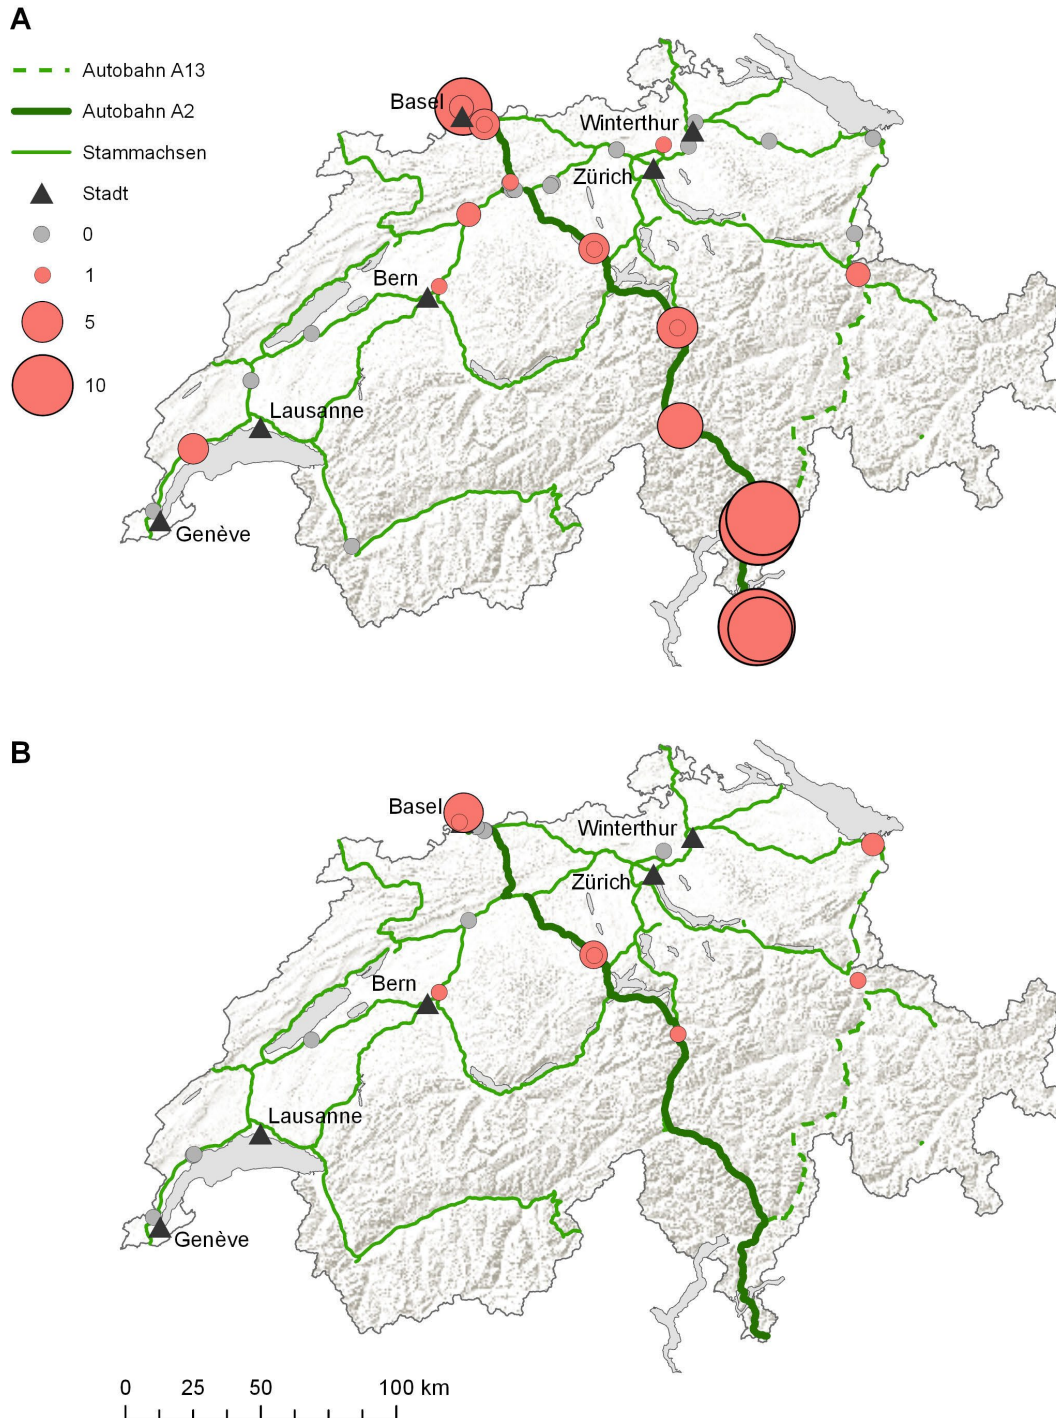 A
Autobahn A13
Autobahn A2
Stammachsen
Stadt
0
1
5
10
Basel
Winterthur
Zürich
Bern
Lausanne
Genève
B
Basel
Winterthur
Zürich
Bern
Lausanne
Genève
0 25 50 100 km